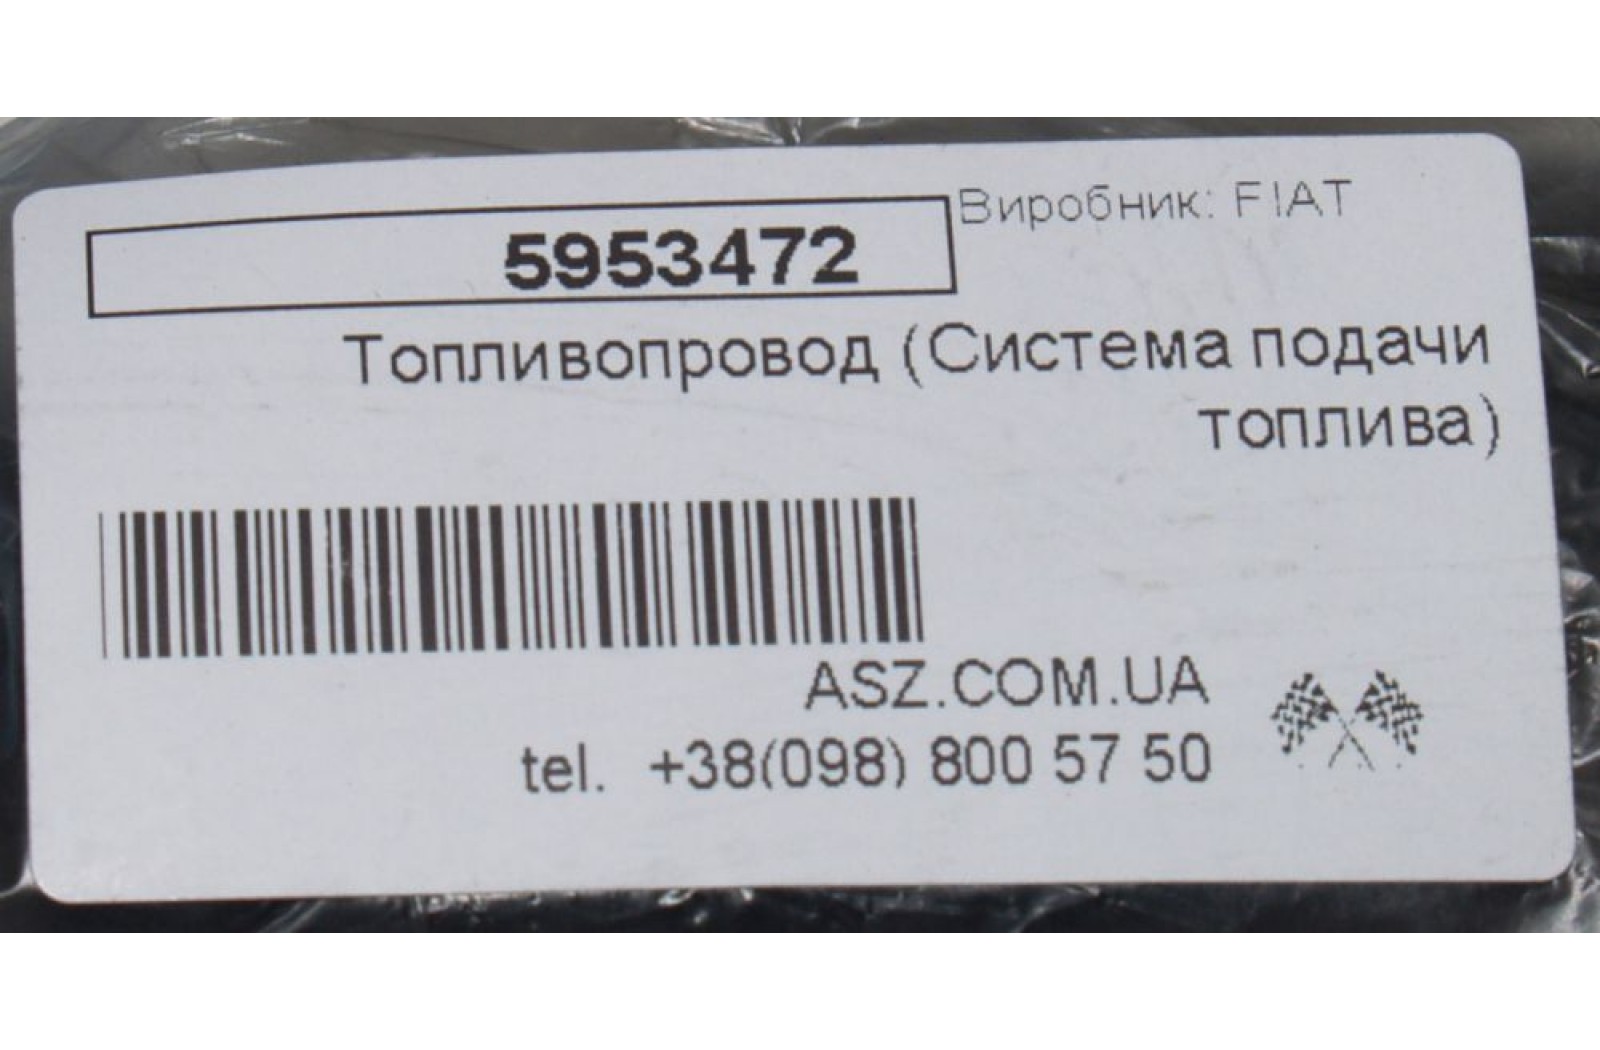 5953472
Виробник: FIAT
Топливопровод (Система подачи
топлива)
ASZ.COM.UA
tel. +38(098) 800 57 50